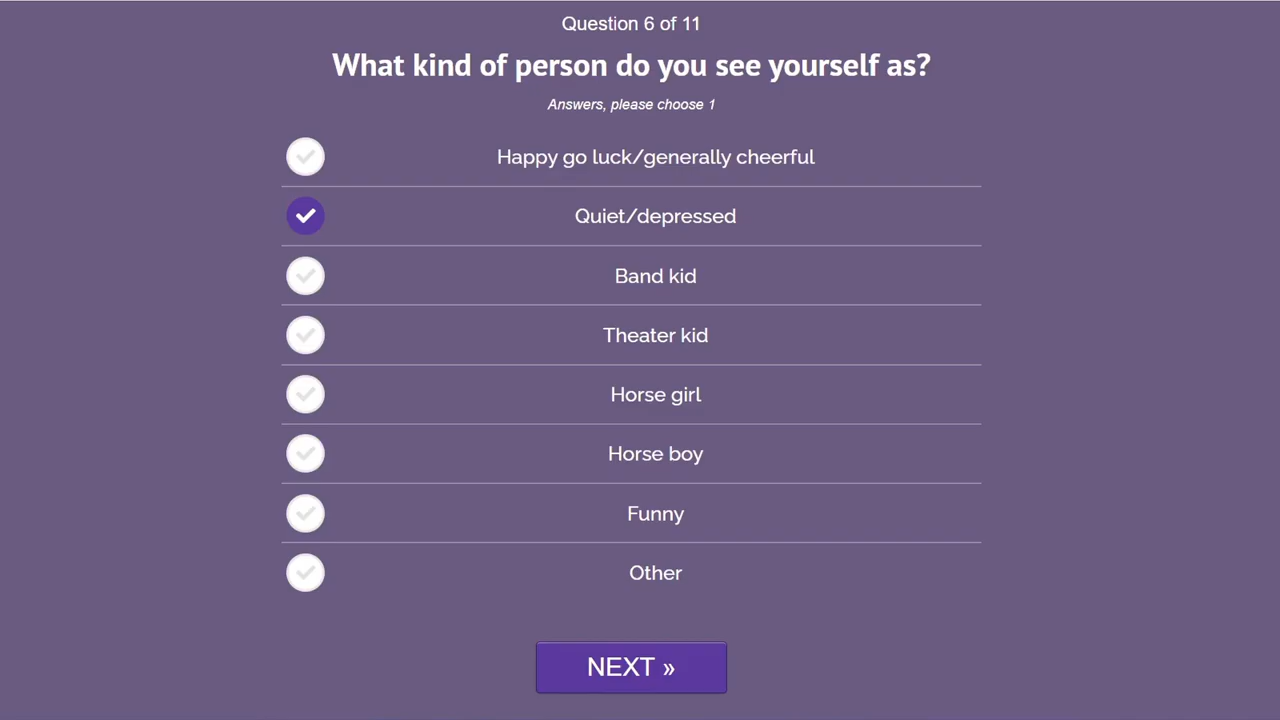 Question 6 of 11
What kind of person do you see yourself as?
Answers, please choose 1
Happy go luck/generally cheerful
Quiet/depressed
Band kid
Theater kid
Horse girl
Horse boy
Funny
Other
NEXT »